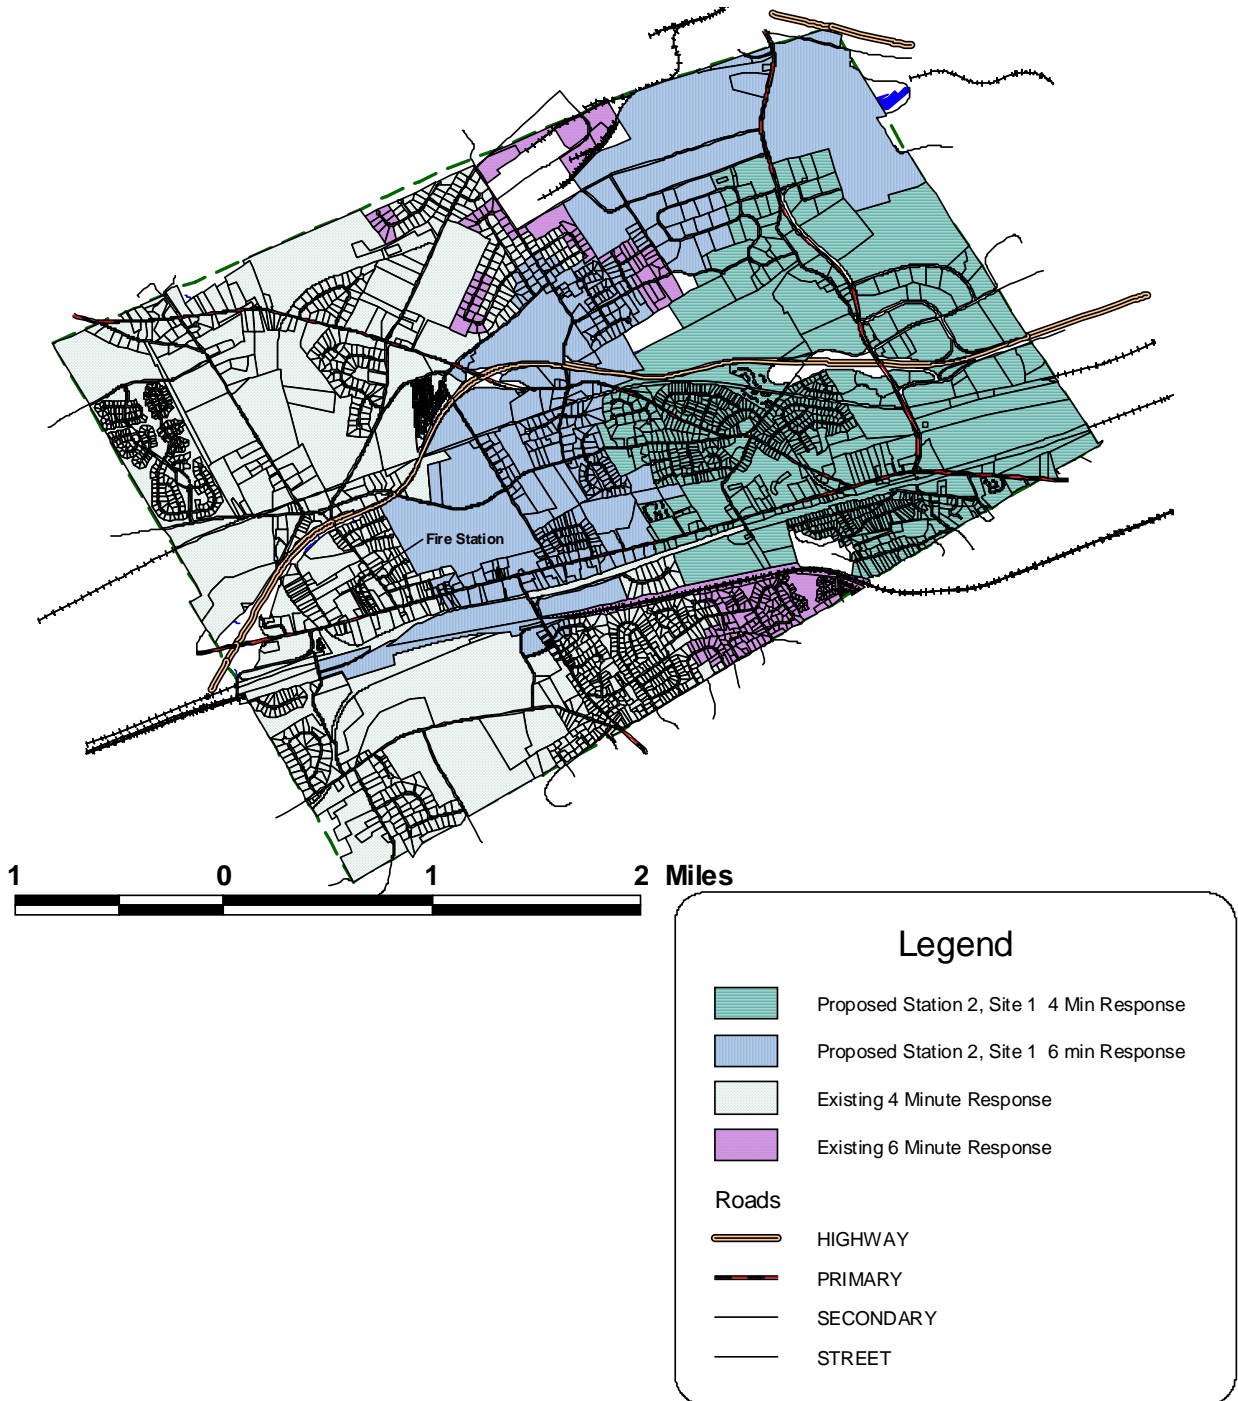 Fire Station
1 0 1 2 Miles
Legend
Proposed Station 2, Site 1 4 Min Response
Proposed Station 2, Site 1 6 min Response
Existing 4 Minute Response
Existing 6 Minute Response
Roads
HIGHWAY
PRIMARY
SECONDARY
STREET